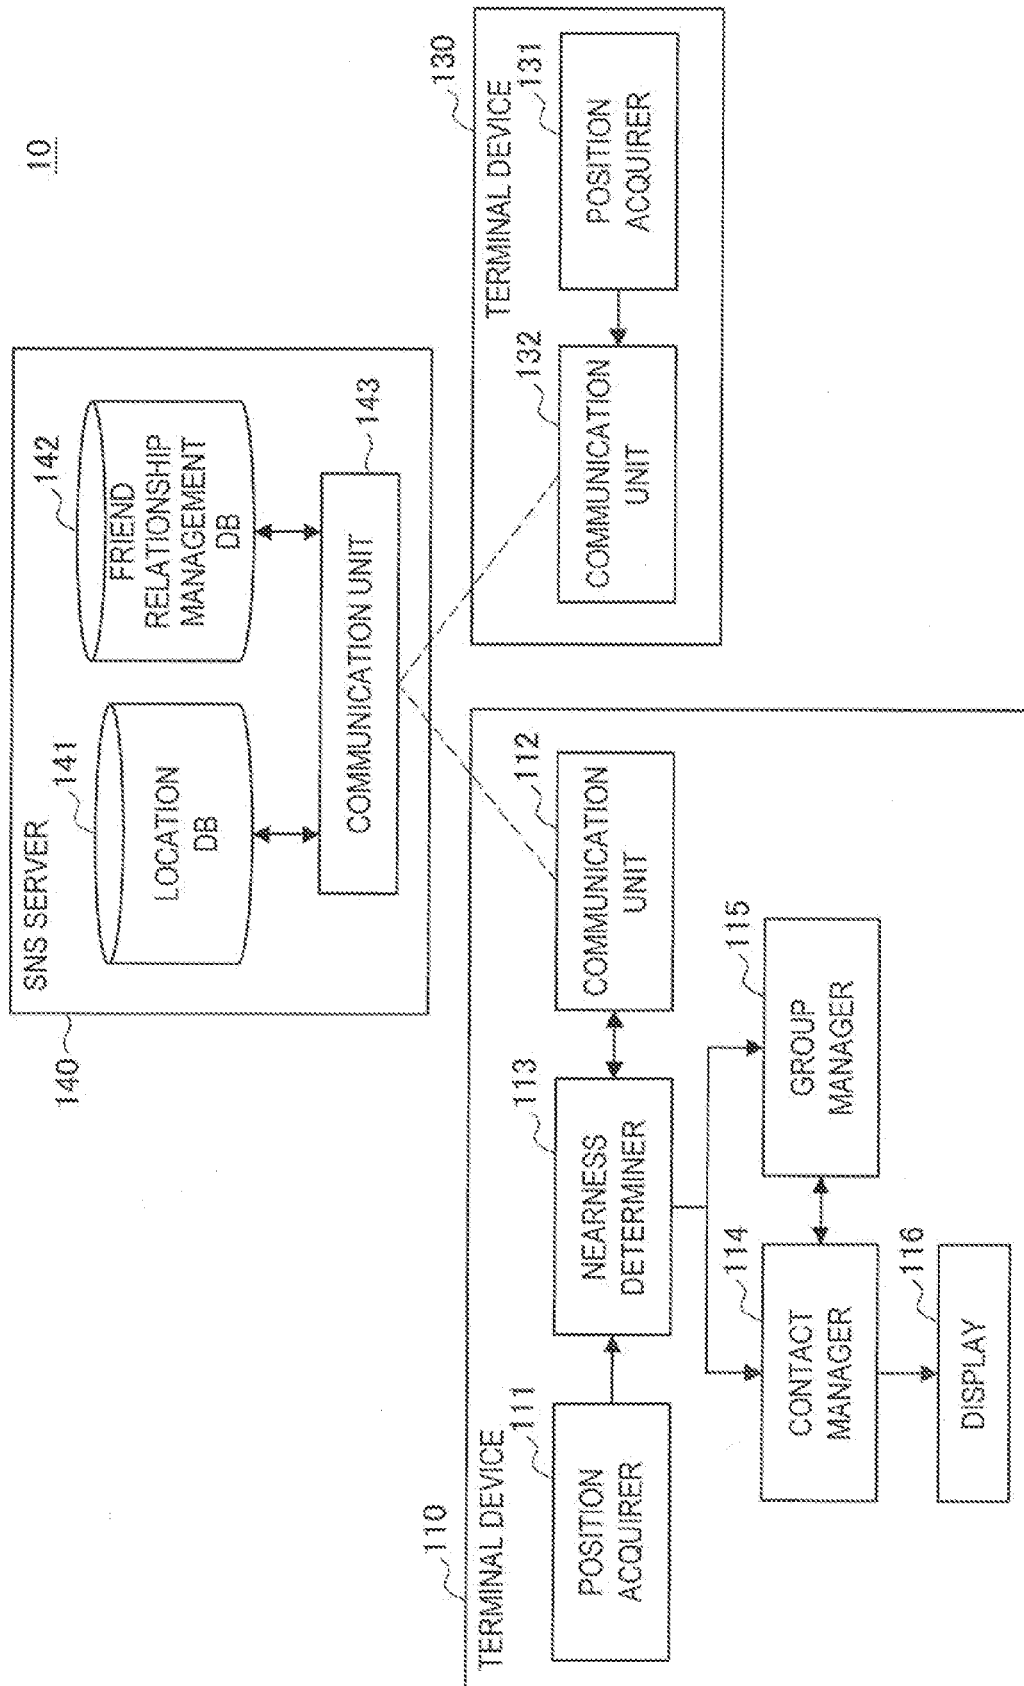 10
SNS SERVER
140
141
LOCATION
DB
142
FRIEND
RELATIONSHIP
MANAGEMENT
DB
143
COMMUNICATION UNIT
110
TERMINAL DEVICE
111
POSITION
ACQUIRER
113
NEARNESS
DETERMINER
112
COMMUNICATION
UNIT
114
CONTACT
MANAGER
115
GROUP
MANAGER
116
DISPLAY
130
TERMINAL DEVICE
132
COMMUNICATION
UNIT
131
POSITION
ACQUIRER